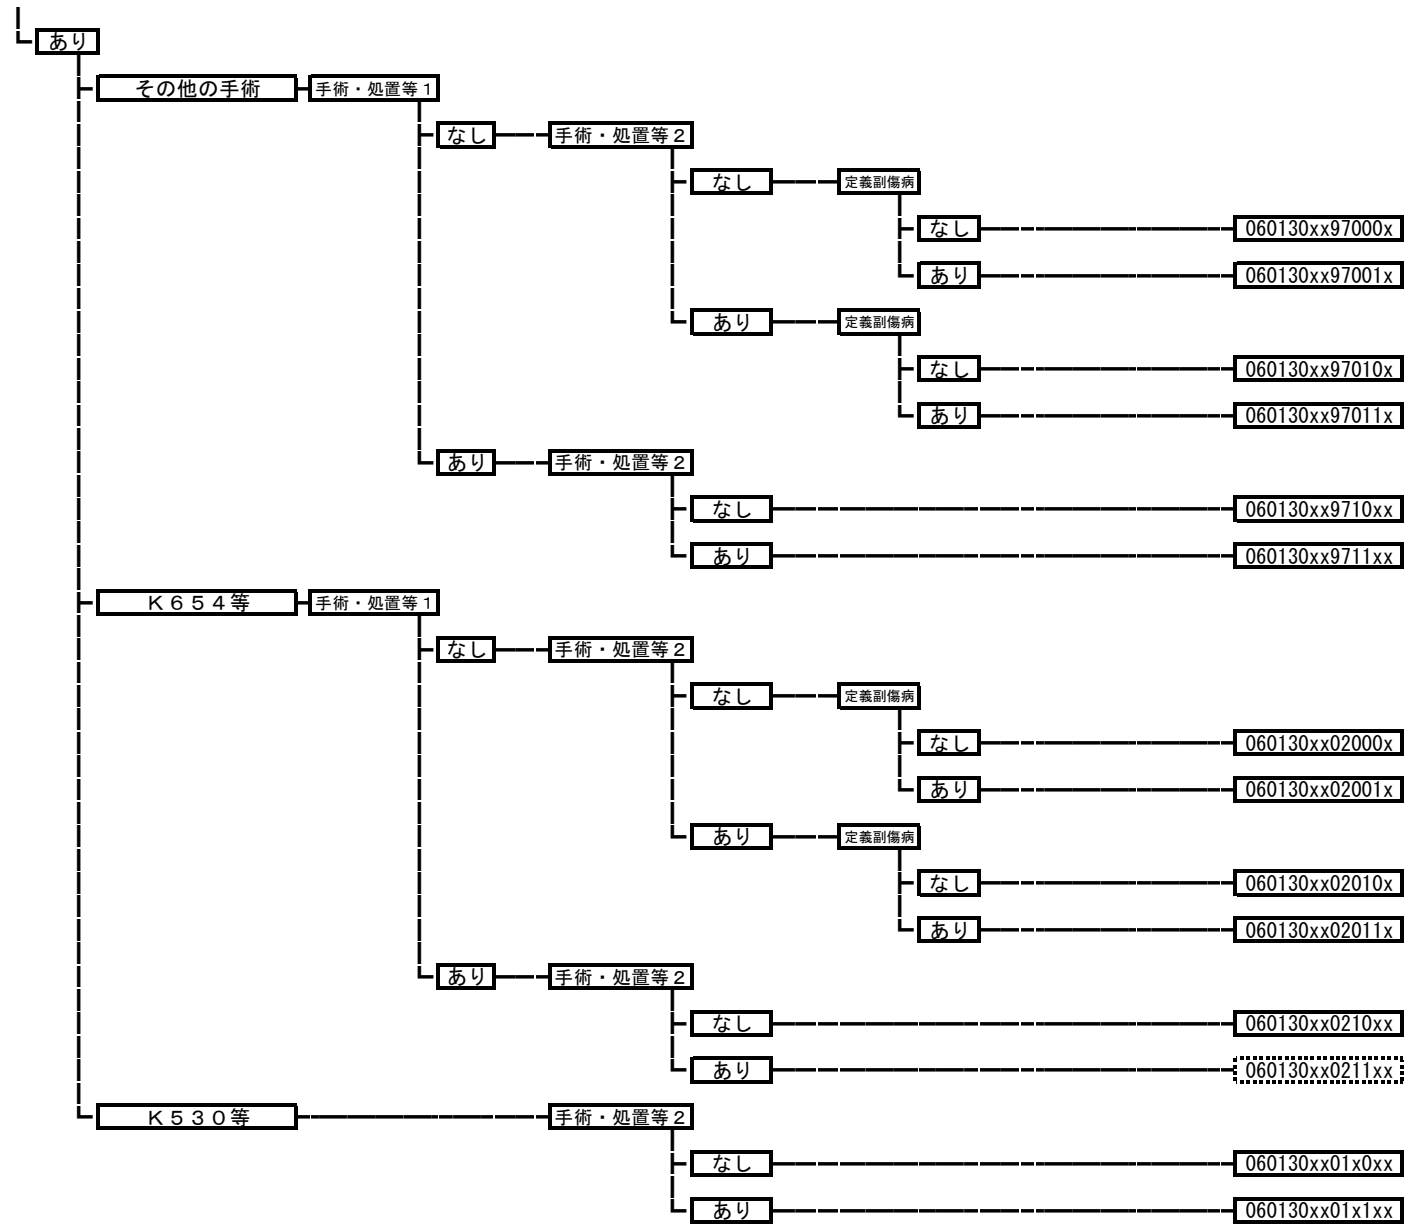 あり
その他の手術 手術・処置等1
なし 手術・処置等2
なし 定義副傷病
なし 060130xx97000x
あり 060130xx97001x
あり 定義副傷病
なし 060130xx97010x
あり 060130xx97011x
あり 手術・処置等2
なし 060130xx9710xx
あり 060130xx9711xx
K654等 手術・処置等1
なし 手術・処置等2
なし 定義副傷病
なし 060130xx02000x
あり 060130xx02001x
あり 定義副傷病
なし 060130xx02010x
あり 060130xx02011x
あり 手術・処置等2
なし 060130xx0210xx
あり 060130xx0211xx
K530等 手術・処置等2
なし 060130xx01x0xx
あり 060130xx01x1xx